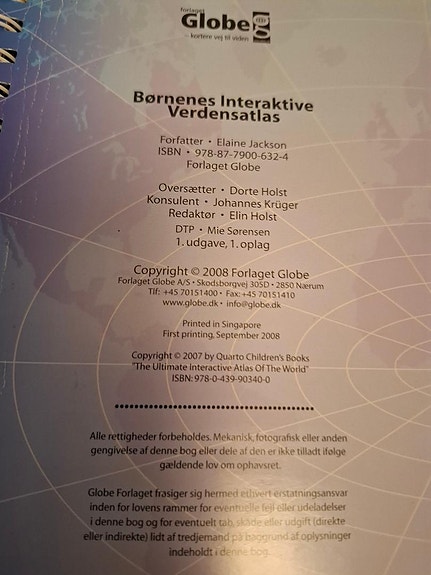 forlaget
Globe
- kortere vej til viden
Børnenes Interaktive
Verdensatlas
Forfatter • Elaine Jackson
ISBN • 978-87-7900-632-4
Forlaget Globe
Oversætter • Dorte Holst
Konsulent • Johannes Krüger
Redaktør • Elin Holst
DTP • Mie Sørensen
1. udgave, 1. oplag
Copyright © 2008 Forlaget Globe
Forlaget Globe A/S • Skodsborgvej 305D • 2850 Nærum
Tlf: +45 70151400 • Fax: +45 70151410
www.globe.dk • info@globe.dk
Printed in Singapore
First printing, September 2008
Copyright © 2007 by Quarto Children's Books
"The Ultimate Interactive Atlas Of The World"
ISBN: 978-0-439-90340-0
Alle rettigheder forbeholdes. Mekanisk, fotografisk eller anden
gengivelse af denne bog eller dele af den er ikke tilladt ifølge
gældende lov om ophavsret.
Globe Forlaget frasiger sig hermed ethvert erstatningsansvar
inden for lovens rammer for eventuelle fejl eller udeladelser
i denne bog og for eventuelt tab, skade eller udgift (direkte
eller indirekte) lidt af tredjemand på baggrund af oplysninger
indeholdt i denne bog.